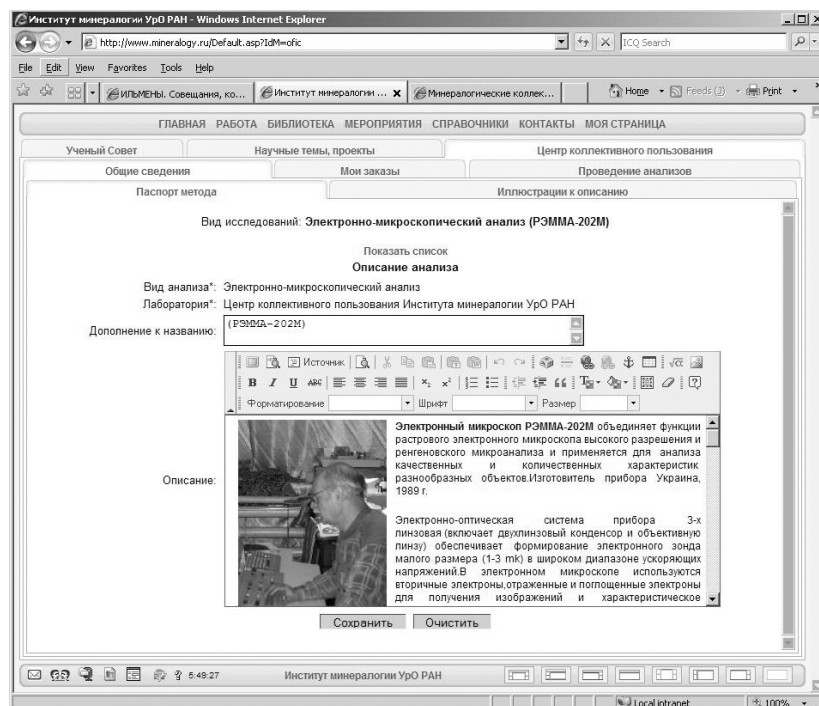 Институт минералогии УрО РАН - Windows Internet Explorer
http://www.mineralogy.ru/Default.asp?IdM=ofic
ICQ Search
File Edit View Favorites Tools Help
ИЛЬМЕНЫ. Совещания, ко... Институт минералогии ... Минералогические коллек... Home Feeds (J) Print
ГЛАВНАЯ РАБОТА БИБЛИОТЕКА МЕРОПРИЯТИЯ СПРАВОЧНИКИ КОНТАКТЫ МОЯ СТРАНИЦА
Ученый Совет Научные темы, проекты Центр коллективного пользования
Общие сведения Мои заказы Проведение анализов
Паспорт метода Иллюстрации к описанию
Вид исследований: Электронно-микроскопический анализ (РЭММА-202М)
Показать список
Описание анализа
Вид анализа*: Электронно-микроскопический анализ
Лаборатория*: Центр коллективного пользования Института минералогии УрО РАН
Дополнение к названию: (РЭММА-202М)
Источник
Форматирование Шрифт Размер
Описание:
Электронный микроскоп РЭММА-202М объединяет функции
растрового электронного микроскопа высокого разрешения и
ренгеновского микроанализа и применяется для анализа
качественных и количественных характеристик
разнообразных объектов.Изготовитель прибора Украина,
1989 г.
Электронно-оптическая система прибора 3-х
линзовая (включает двухлинзовый конденсор и объективную
линзу) обеспечивает формирование электронного зонда
малого размера (1-3 mk) в широком диапазоне ускоряющих
напряжений.В электронном микроскопе используются
вторичные электроны,отраженные и поглощенные электроны
для получения изображений и характеристическое
Сохранить Очистить
5:49:27 Институт минералогии УрО РАН
Local intranet 100%